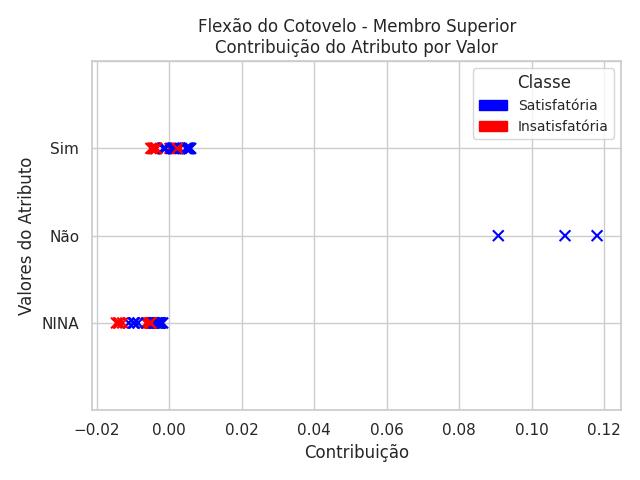 Flexão do Cotovelo - Membro Superior
Contribuição do Atributo por Valor
Classe
Satisfatória
Insatisfatória
Valores do Atributo
Sim
Não
NINA
−0.02 0.00 0.02 0.04 0.06 0.08 0.10 0.12
Contribuição